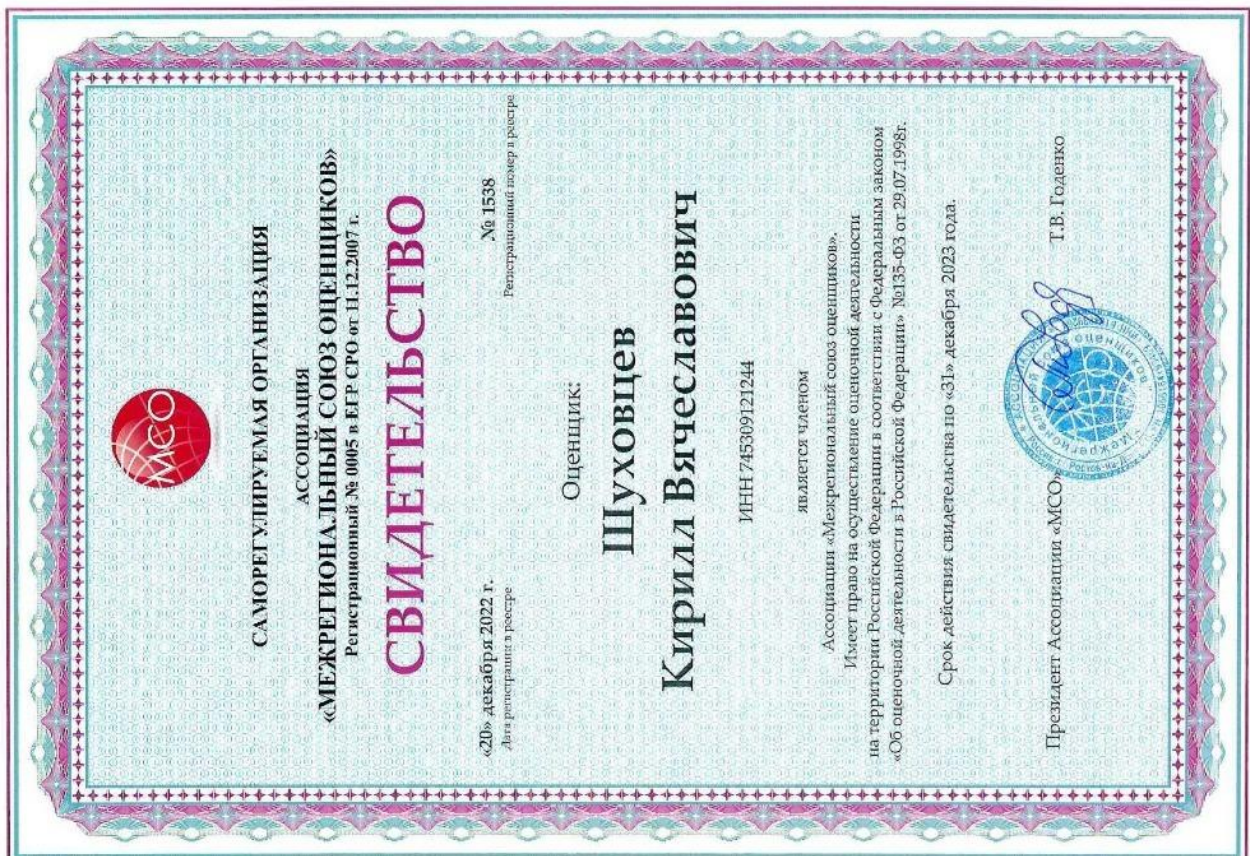 МСО
САМОРЕГУЛИРУЕМАЯ ОРГАНИЗАЦИЯ
АССОЦИАЦИЯ
«МЕЖРЕГИОНАЛЬНЫЙ СОЮЗ ОЦЕНЩИКОВ»
Регистрационный № 0005 в ЕГР СРО от 11.12.2007 г.
СВИДЕТЕЛЬСТВО
«20» декабря 2022 г. № 1538
Дата регистрации в реестре Регистрационный номер в реестре
Оценщик:
Шуховцев
Кирилл Вячеславович
ИНН 745309121244
является членом
Ассоциации «Межрегиональный союз оценщиков».
Имеет право на осуществление оценочной деятельности
на территории Российской Федерации в соответствии с Федеральным законом
«Об оценочной деятельности в Российской Федерации» №135-ФЗ от 29.07.1998г.
Срок действия свидетельства по «31» декабря 2023 года.
Президент Ассоциации «МСО» Т.В. Годенко